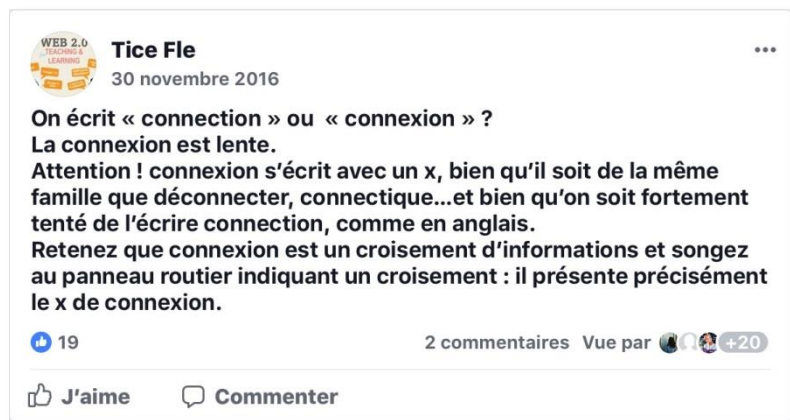 WEB 2.0
TEACHING &
LEARNING
Tice Fle
30 novembre 2016
On écrit « connection » ou « connexion » ?
La connexion est lente.
Attention ! connexion s'écrit avec un x, bien qu'il soit de la même
famille que déconnecter, connectique...et bien qu'on soit fortement
tenté de l'écrire connection, comme en anglais.
Retenez que connexion est un croisement d'informations et songez
au panneau routier indiquant un croisement : il présente précisément
le x de connexion.
19
2 commentaires Vue par +20
J'aime Commenter